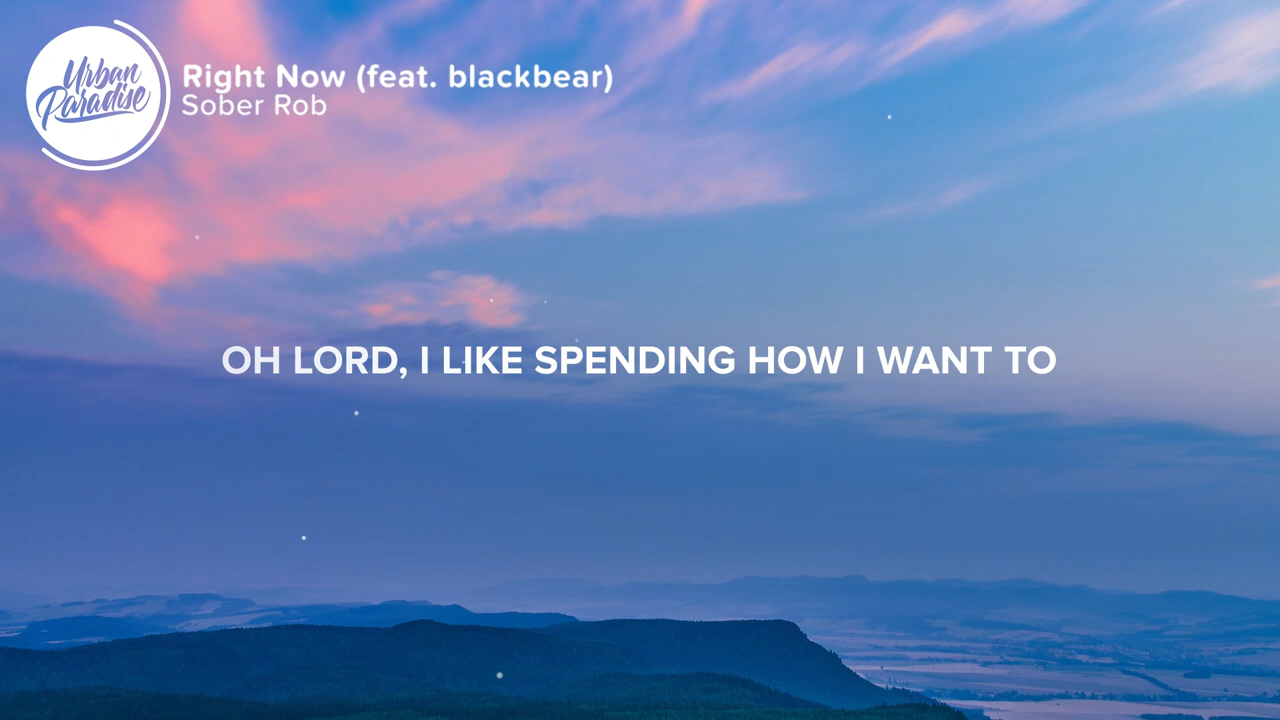 Urban
Paradise
Right Now (feat. blackbear)
Sober Rob
OH LORD, I LIKE SPENDING HOW I WANT TO